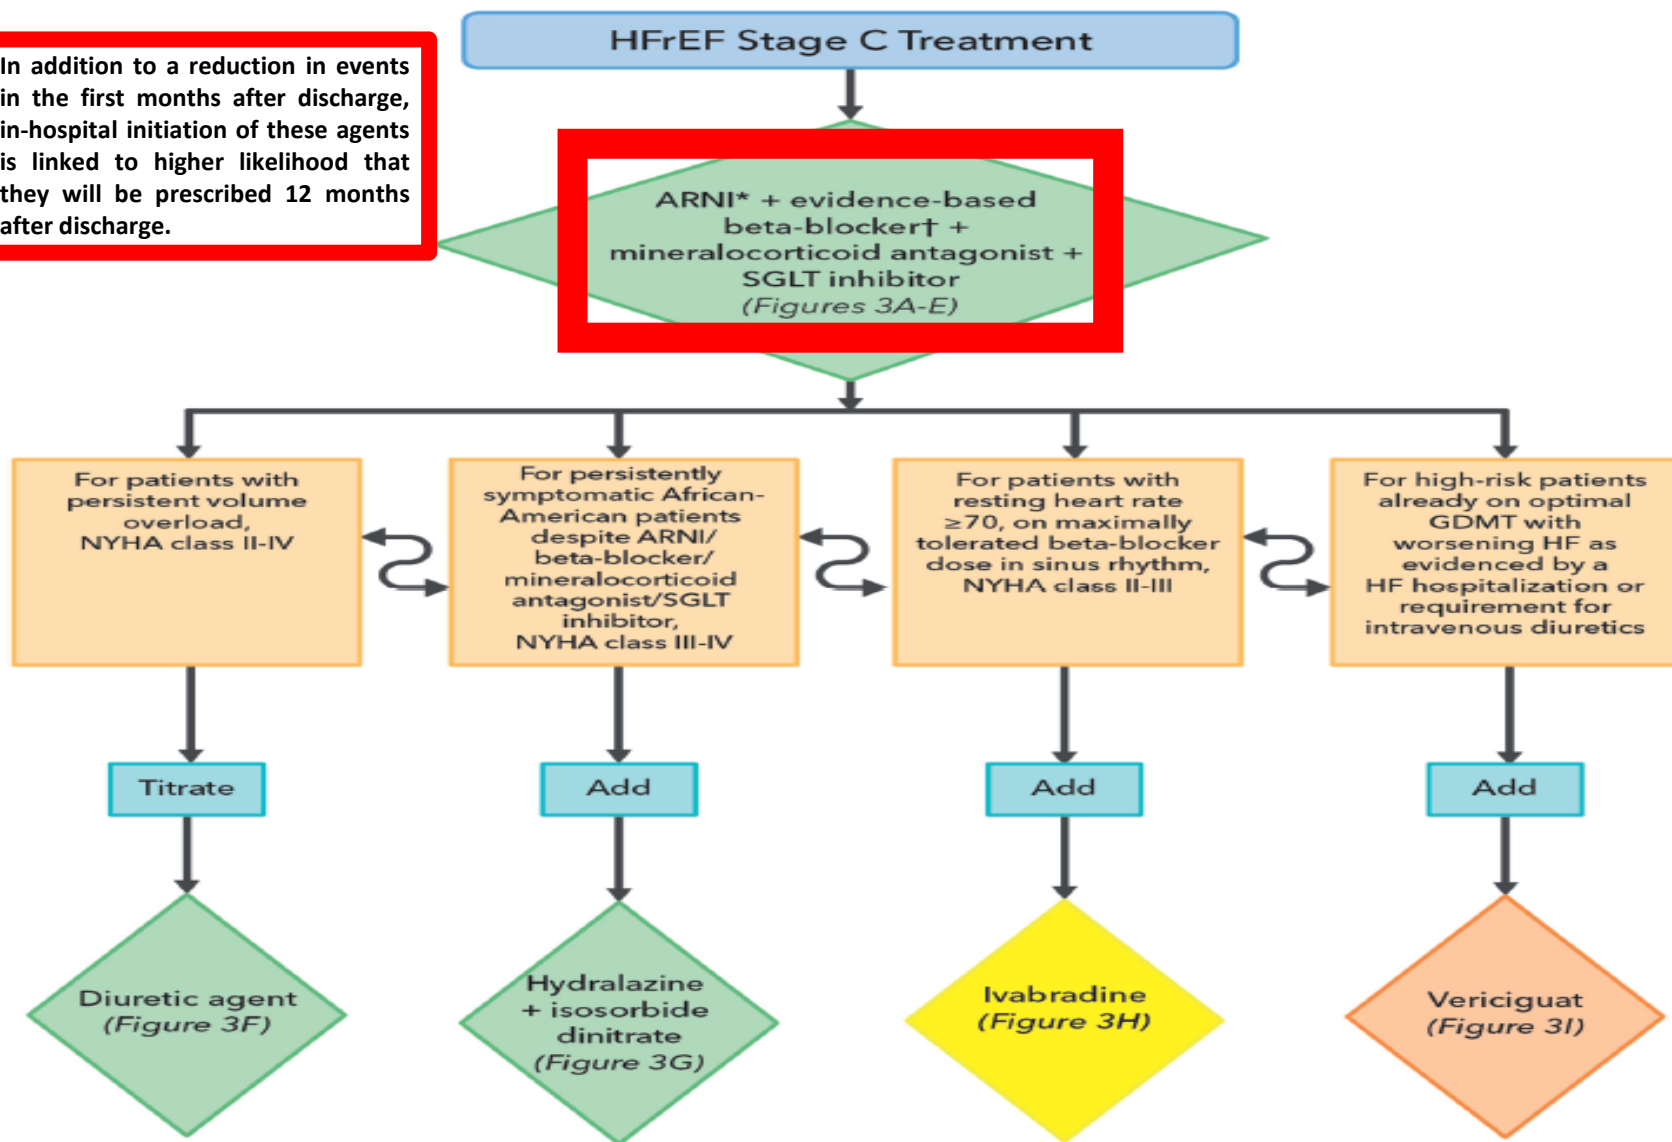 HFrEF Stage C Treatment
In addition to a reduction in events
in the first months after discharge,
in-hospital initiation of these agents
is linked to higher likelihood that
they will be prescribed 12 months
after discharge.
ARNI* + evidence-based
beta-blocker† +
mineralocorticoid antagonist +
SGLT inhibitor
(Figures 3A-E)
For patients with
persistent volume
overload,
NYHA class II-IV
For persistently
symptomatic African-
American patients
despite ARNI/
beta-blocker/
mineralocorticoid
antagonist/SGLT
inhibitor,
NYHA class III-IV
For patients with
resting heart rate
≥70, on maximally
tolerated beta-blocker
dose in sinus rhythm,
NYHA class II-III
For high-risk patients
already on optimal
GDMT with
worsening HF as
evidenced by a
HF hospitalization or
requirement for
intravenous diuretics
Titrate
Add
Add
Add
Diuretic agent
(Figure 3F)
Hydralazine
+ isosorbide
dinitrate
(Figure 3G)
Ivabradine
(Figure 3H)
Vericiguat
(Figure 3I)